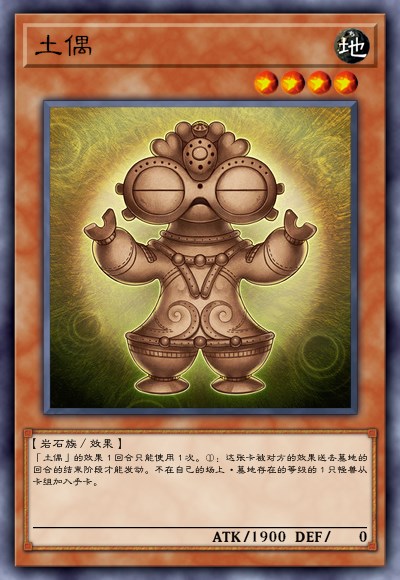 土偶
地
【岩石族／效果】
「土偶」的效果1回合只能使用1次。①：这张卡被对方的效果送去墓地的
回合的结束阶段才能发动。不在自己的场上·墓地存在的等级的1只怪兽从
卡组加入手卡。
ATK/1900 DEF/ 0